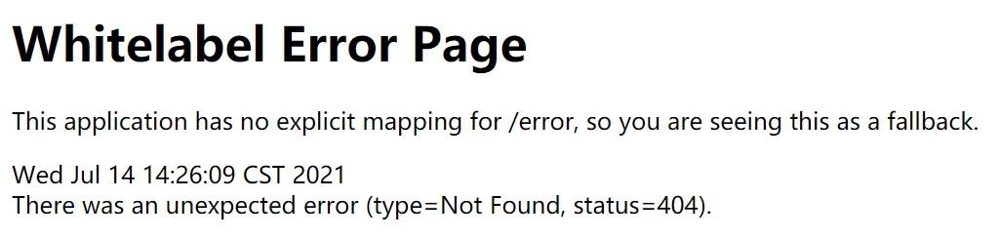 Whitelabel Error Page
This application has no explicit mapping for /error, so you are seeing this as a fallback.
Wed Jul 14 14:26:09 CST 2021
There was an unexpected error (type=Not Found, status=404).